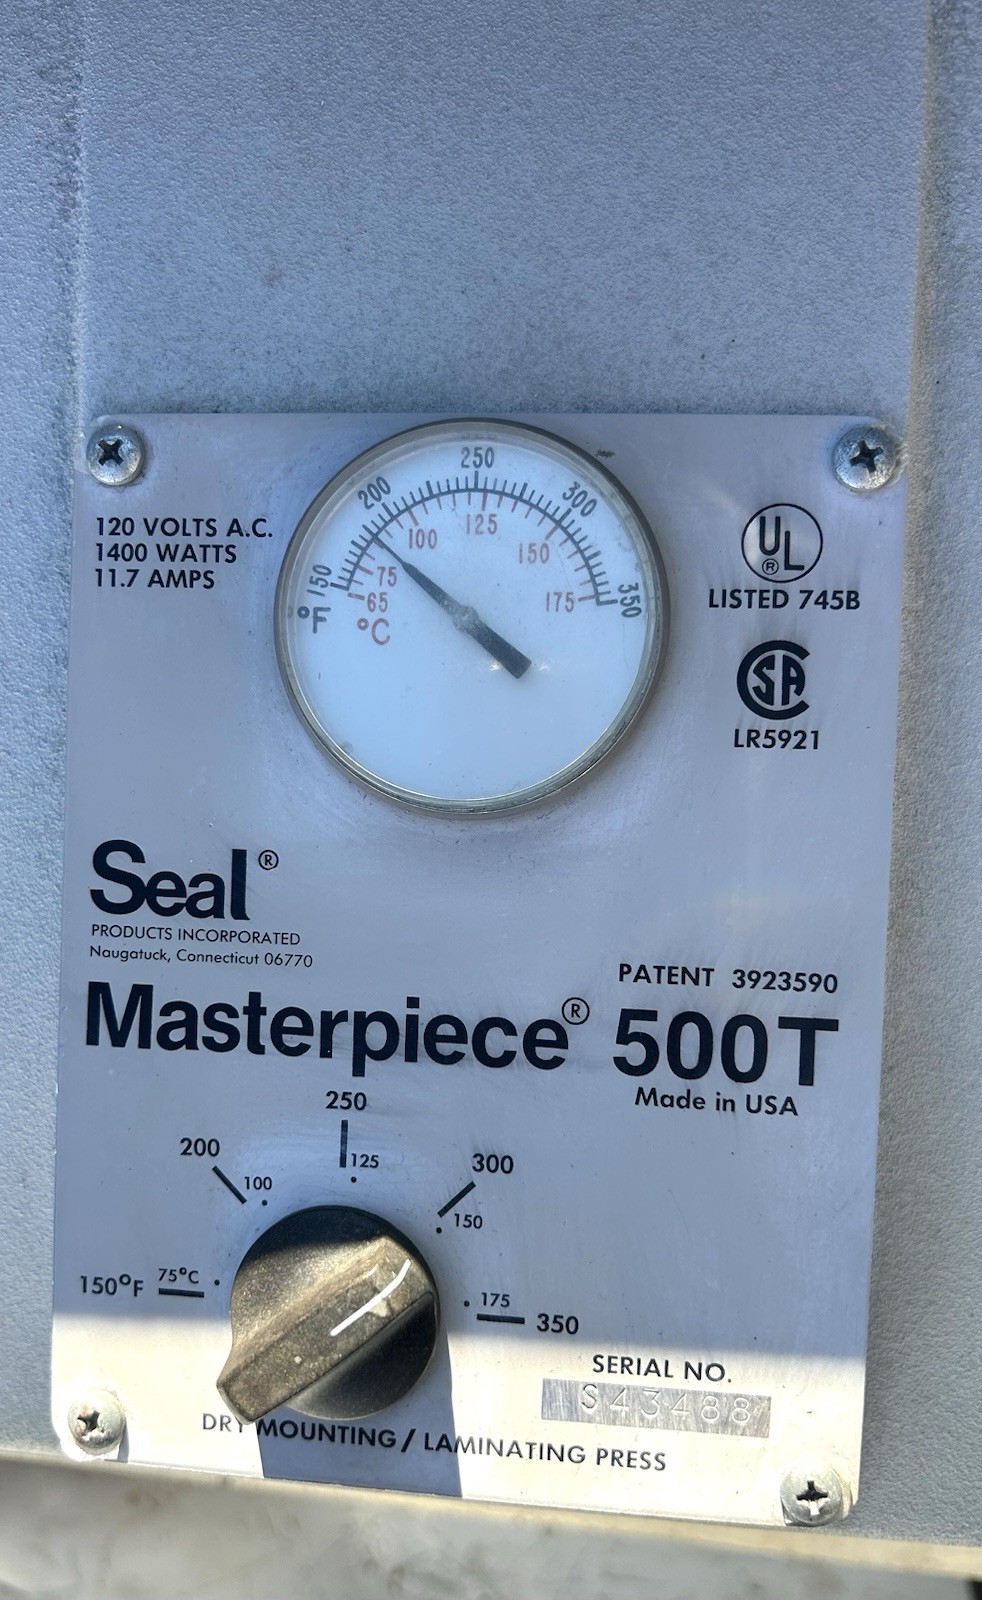 250
200
300
100
125
120 VOLTS A.C.
1400 WATTS
11.7 AMPS
150
75
150
350
65
175
°F
°C
UL
®
LISTED 745B
CSA
LR5921
Seal®
PRODUCTS INCORPORATED
Naugatuck, Connecticut 06770
PATENT 3923590
Masterpiece® 500T
Made in USA
250
200
125
300
100
150
150°F 75°C
175
350
SERIAL NO.
S43488
DRY MOUNTING / LAMINATING PRESS